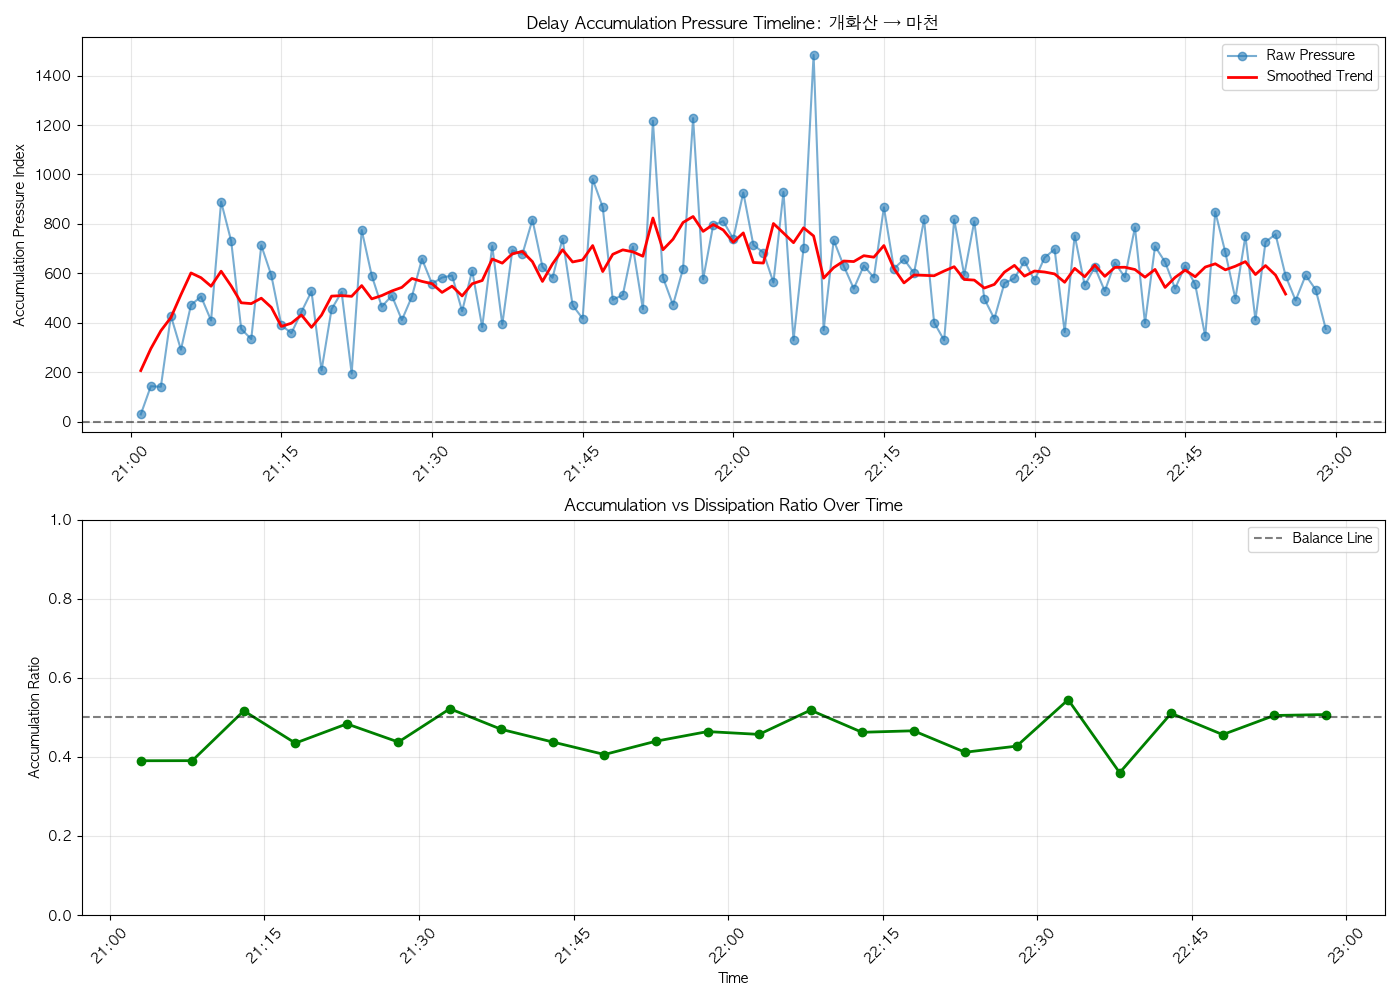 Delay Accumulation Pressure Timeline: 개화산 → 마천
Raw Pressure
Smoothed Trend
Accumulation Pressure Index
1400
1200
1000
800
600
400
200
0
21:00 21:15 21:30 21:45 22:00 22:15 22:30 22:45 23:00
Accumulation vs Dissipation Ratio Over Time
Balance Line
Accumulation Ratio
1.0
0.8
0.6
0.4
0.2
0.0
21:00 21:15 21:30 21:45 22:00 22:15 22:30 22:45 23:00
Time